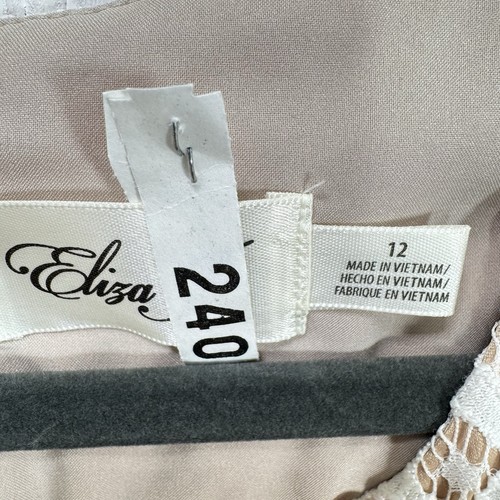 Eliza
240
12
MADE IN VIETNAM/
HECHO EN VIETNAM/
FABRIQUE EN VIETNAM